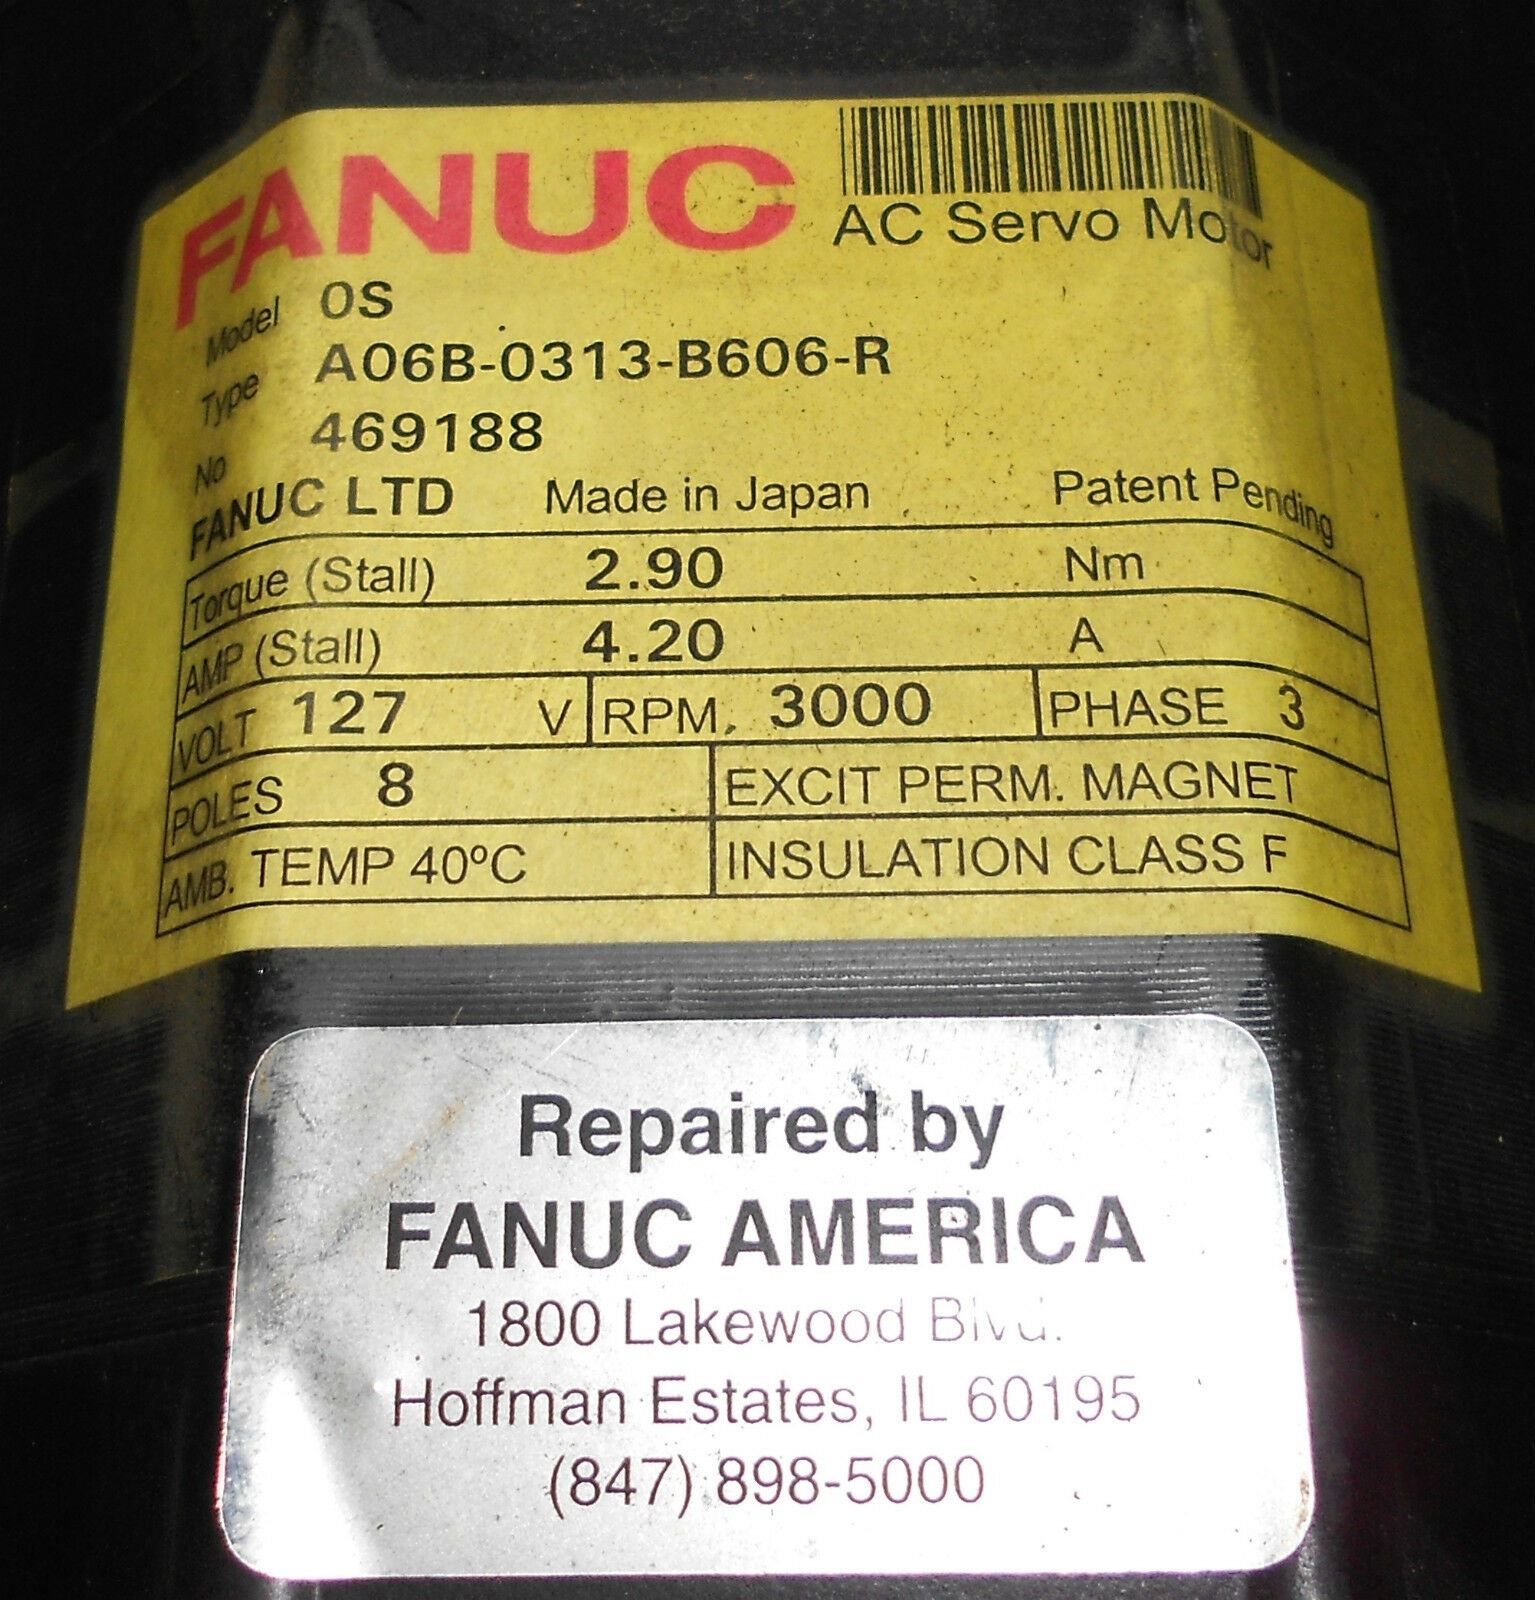 FANUC
AC Servo Motor
Model 0S
Type A06B-0313-B606-R
No 469188
FANUC LTD Made in Japan Patent Pending
Torque (Stall) 2.90 Nm
AMP (Stall) 4.20 A
VOLT 127 V RPM. 3000 PHASE 3
POLES 8 EXCIT PERM. MAGNET
AMB. TEMP 40ºC INSULATION CLASS F
Repaired by
FANUC AMERICA
1800 Lakewood Blvd.
Hoffman Estates, IL 60195
(847) 898-5000